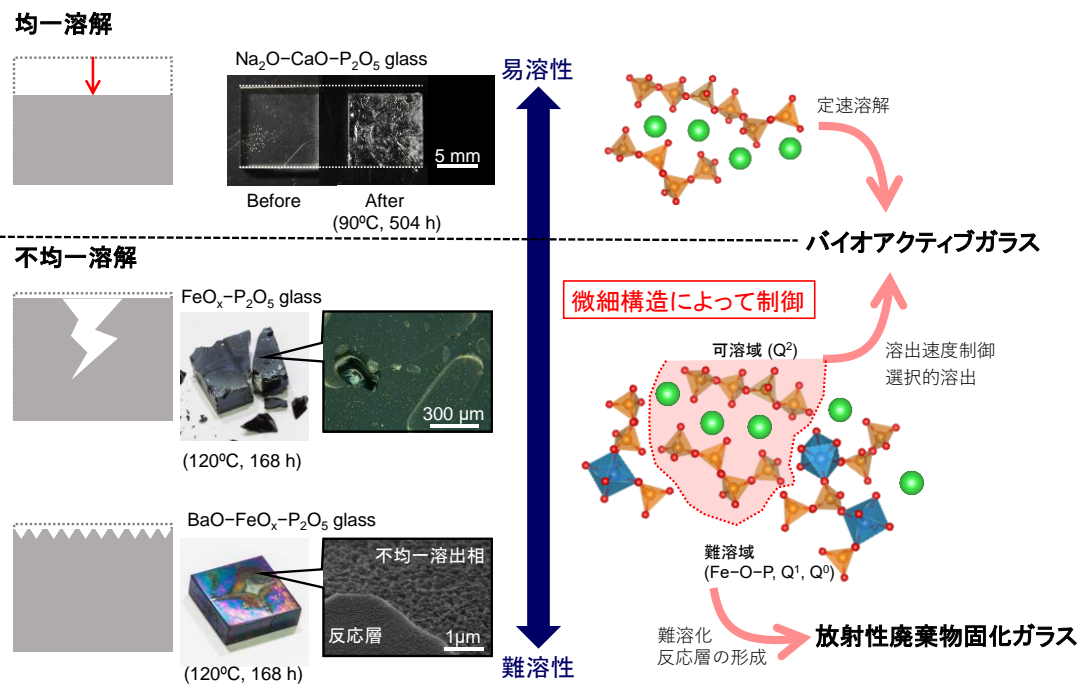 均一溶解
Na₂O−CaO−P₂O₅ glass
5 mm
Before
After
(90ºC, 504 h)
易溶性
定速溶解
バイオアクティブガラス
不均一溶解
FeOₓ−P₂O₅ glass
300 µm
(120ºC, 168 h)
微細構造によって制御
可溶域 (Q²)
溶出速度制御
選択的溶出
BaO−FeOₓ−P₂O₅ glass
不均一溶出相
反応層
1µm
(120ºC, 168 h)
難溶域
(Fe−O−P, Q¹, Q⁰)
難溶化
反応層の形成
放射性廃棄物固化ガラス
難溶性